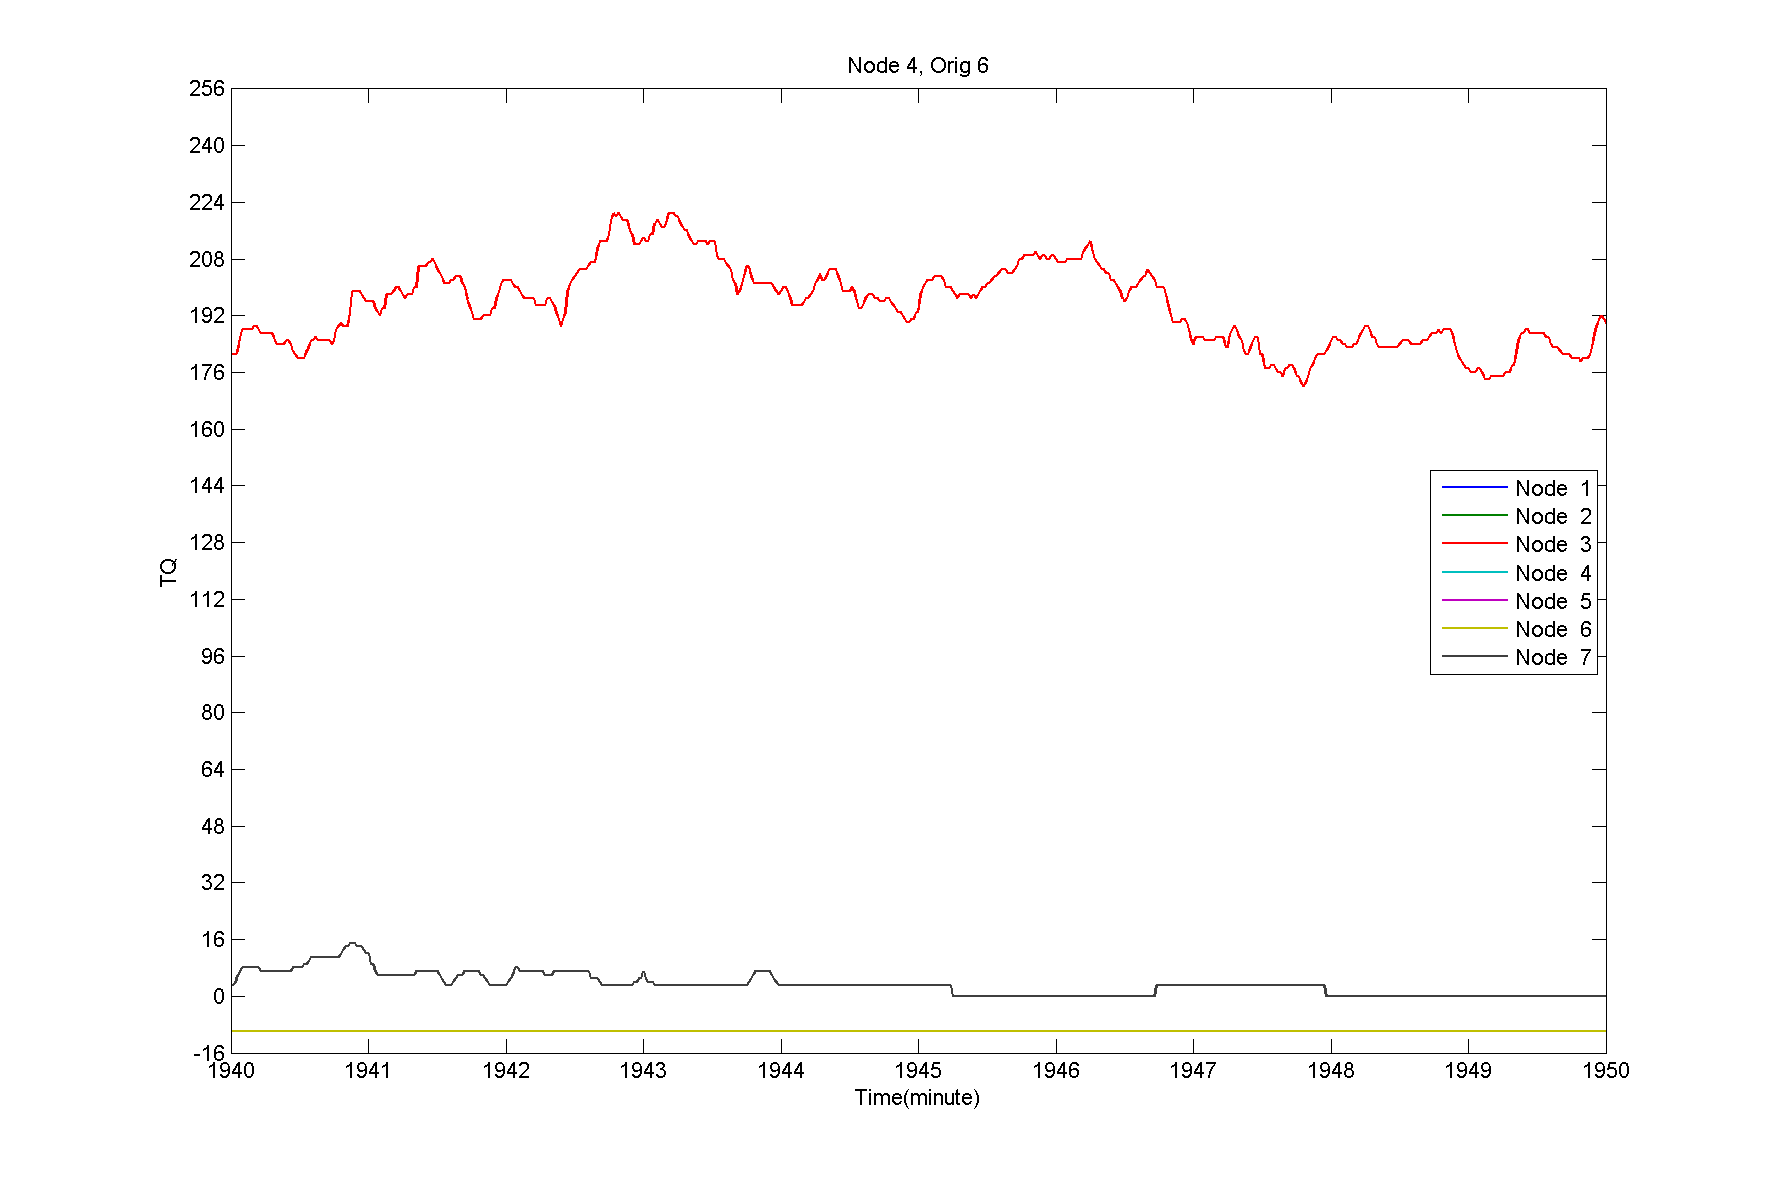 Node 4, Orig 6
256
240
224
208
192
176
160
144
128
112
96
80
64
48
32
16
0
-16
TQ
Node 1
Node 2
Node 3
Node 4
Node 5
Node 6
Node 7
1940 1941 1942 1943 1944 1945 1946 1947 1948 1949 1950
Time(minute)